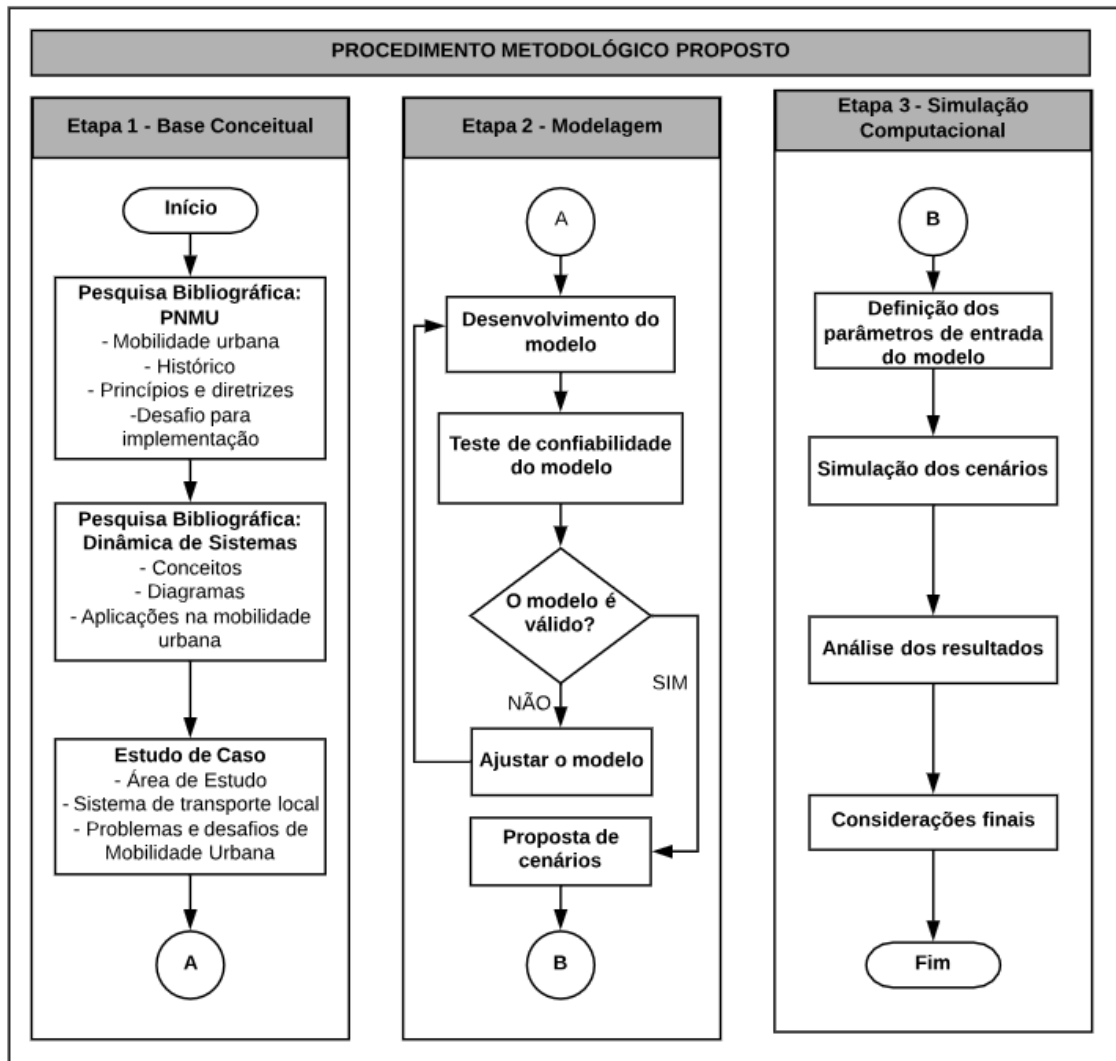 PROCEDIMENTO METODOLÓGICO PROPOSTO
Etapa 1 - Base Conceitual
Início
Pesquisa Bibliográfica:
PNMU
- Mobilidade urbana
- Histórico
- Princípios e diretrizes
-Desafio para
implementação
Pesquisa Bibliográfica:
Dinâmica de Sistemas
- Conceitos
- Diagramas
- Aplicações na mobilidade
urbana
Estudo de Caso
- Área de Estudo
- Sistema de transporte local
- Problemas e desafios de
Mobilidade Urbana
A
Etapa 2 - Modelagem
A
Desenvolvimento do
modelo
Teste de confiabilidade
do modelo
O modelo é
válido?
NÃO
SIM
Ajustar o modelo
Proposta de
cenários
B
Etapa 3 - Simulação
Computacional
B
Definição dos
parâmetros de entrada
do modelo
Simulação dos cenários
Análise dos resultados
Considerações finais
Fim